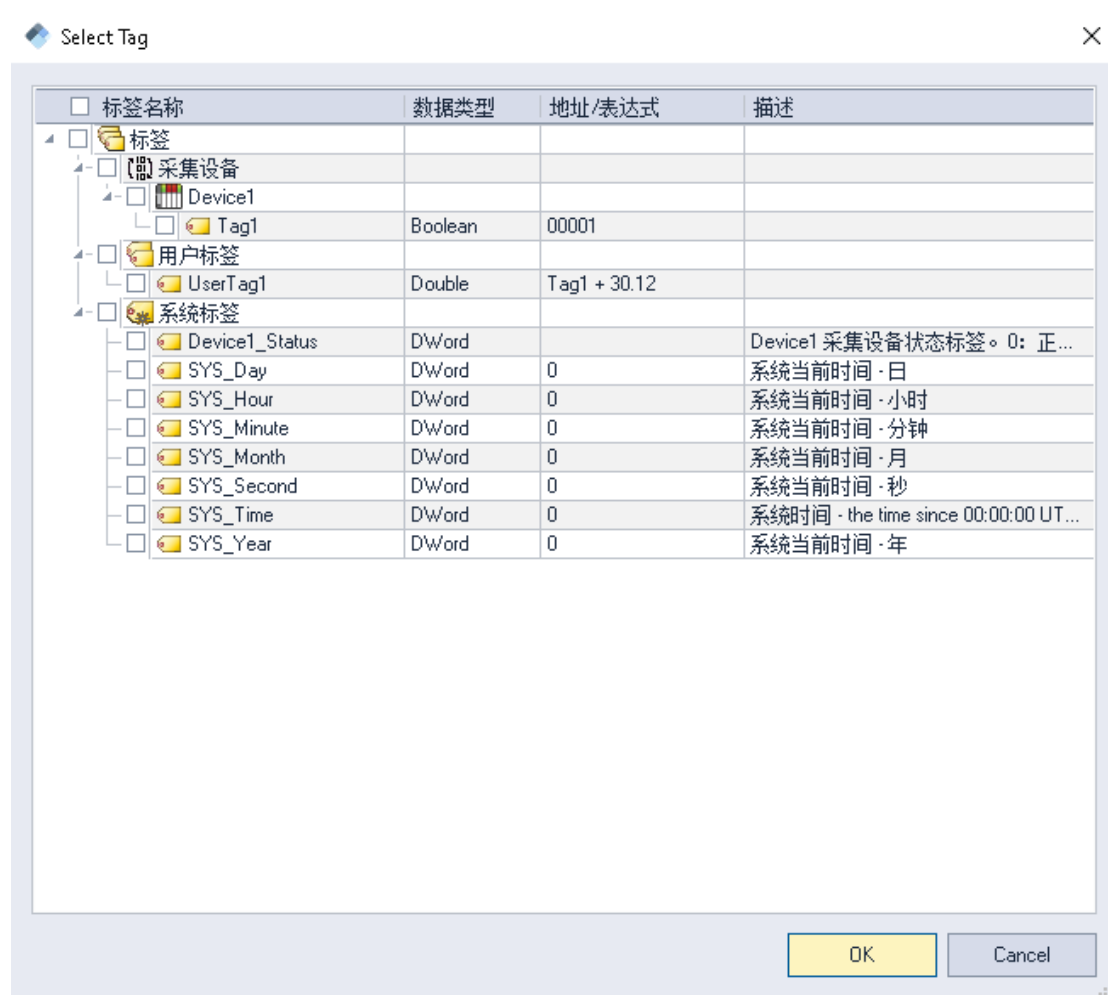 Select Tag
标签名称 数据类型 地址/表达式 描述
标签
采集设备
Device1
Tag1 Boolean 00001
用户标签
UserTag1 Double Tag1 + 30.12
系统标签
Device1_Status DWord Device1 采集设备状态标签。0：正...
SYS_Day DWord 0 系统当前时间 - 日
SYS_Hour DWord 0 系统当前时间 - 小时
SYS_Minute DWord 0 系统当前时间 - 分钟
SYS_Month DWord 0 系统当前时间 - 月
SYS_Second DWord 0 系统当前时间 - 秒
SYS_Time DWord 0 系统时间 - the time since 00:00:00 UT...
SYS_Year DWord 0 系统当前时间 - 年
OK Cancel